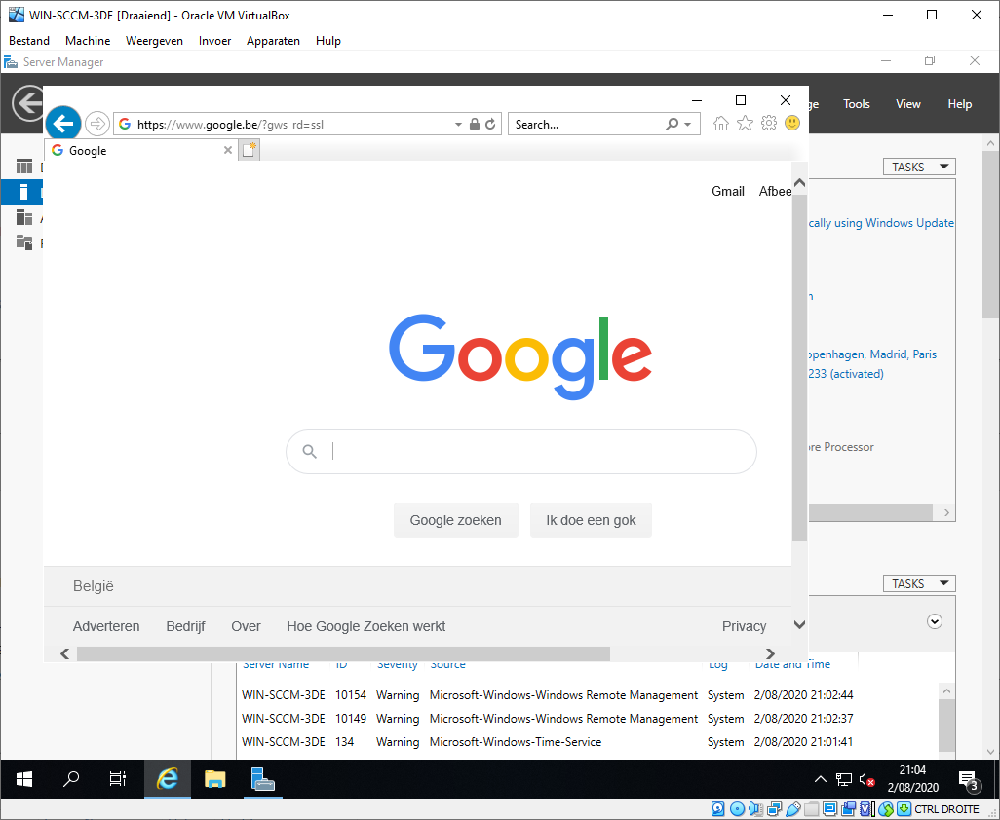 WIN-SCCM-3DE [Draaiend] - Oracle VM VirtualBox
Bestand Machine Weergeven Invoer Apparaten Hulp
Server Manager
Tools View Help
https://www.google.be/?gws_rd=ssl
Search...
Google
TASKS
Gmail Afbee
cally using Windows Update
Google
openhagen, Madrid, Paris
233 (activated)
ore Processor
Google zoeken Ik doe een gok
België
TASKS
Adverteren Bedrijf Over Hoe Google Zoeken werkt Privacy
Server Name ID Severity Source Log Date and Time
WIN-SCCM-3DE 10154 Warning Microsoft-Windows-Windows Remote Management System 2/08/2020 21:02:44
WIN-SCCM-3DE 10149 Warning Microsoft-Windows-Windows Remote Management System 2/08/2020 21:02:37
WIN-SCCM-3DE 134 Warning Microsoft-Windows-Time-Service System 2/08/2020 21:01:41
21:04
2/08/2020
3
CTRL DROITE